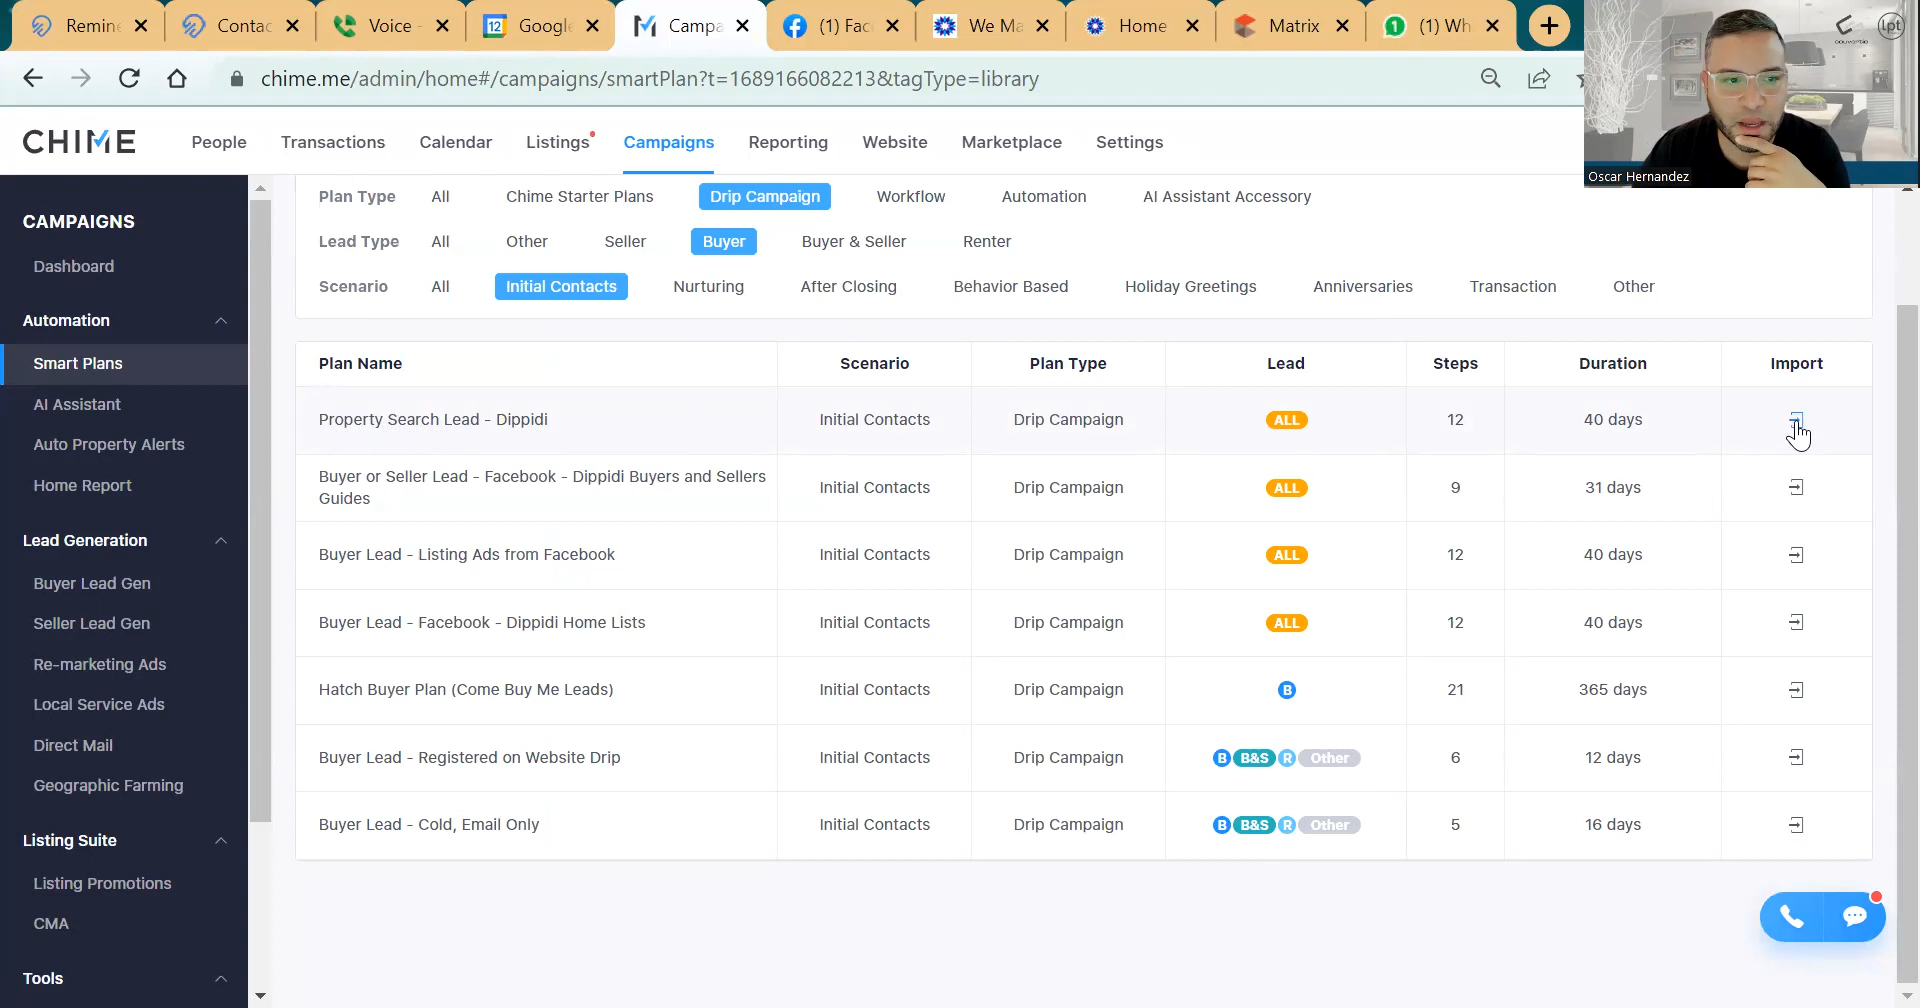 Remine
Contac
Voice -
12
Google
Campa
(1) Fac
We Ma
Home
Matrix
1
(1) Wh
chime.me/admin/home#/campaigns/smartPlan?t=1689166082213&tagType=library
lpt
Oscar Hernandez
CHIME
People
Transactions
Calendar
Listings
Campaigns
Reporting
Website
Marketplace
Settings
CAMPAIGNS
Dashboard
Automation
Smart Plans
AI Assistant
Auto Property Alerts
Home Report
Lead Generation
Buyer Lead Gen
Seller Lead Gen
Re-marketing Ads
Local Service Ads
Direct Mail
Geographic Farming
Listing Suite
Listing Promotions
CMA
Tools
Plan Type All Chime Starter Plans Drip Campaign Workflow Automation AI Assistant Accessory
Lead Type All Other Seller Buyer Buyer & Seller Renter
Scenario All Initial Contacts Nurturing After Closing Behavior Based Holiday Greetings Anniversaries Transaction Other
Plan Name Scenario Plan Type Lead Steps Duration Import
Property Search Lead - Dippidi Initial Contacts Drip Campaign ALL 12 40 days
Buyer or Seller Lead - Facebook - Dippidi Buyers and Sellers
Guides Initial Contacts Drip Campaign ALL 9 31 days
Buyer Lead - Listing Ads from Facebook Initial Contacts Drip Campaign ALL 12 40 days
Buyer Lead - Facebook - Dippidi Home Lists Initial Contacts Drip Campaign ALL 12 40 days
Hatch Buyer Plan (Come Buy Me Leads) Initial Contacts Drip Campaign B 21 365 days
Buyer Lead - Registered on Website Drip Initial Contacts Drip Campaign B B&S R Other 6 12 days
Buyer Lead - Cold, Email Only Initial Contacts Drip Campaign B B&S R Other 5 16 days